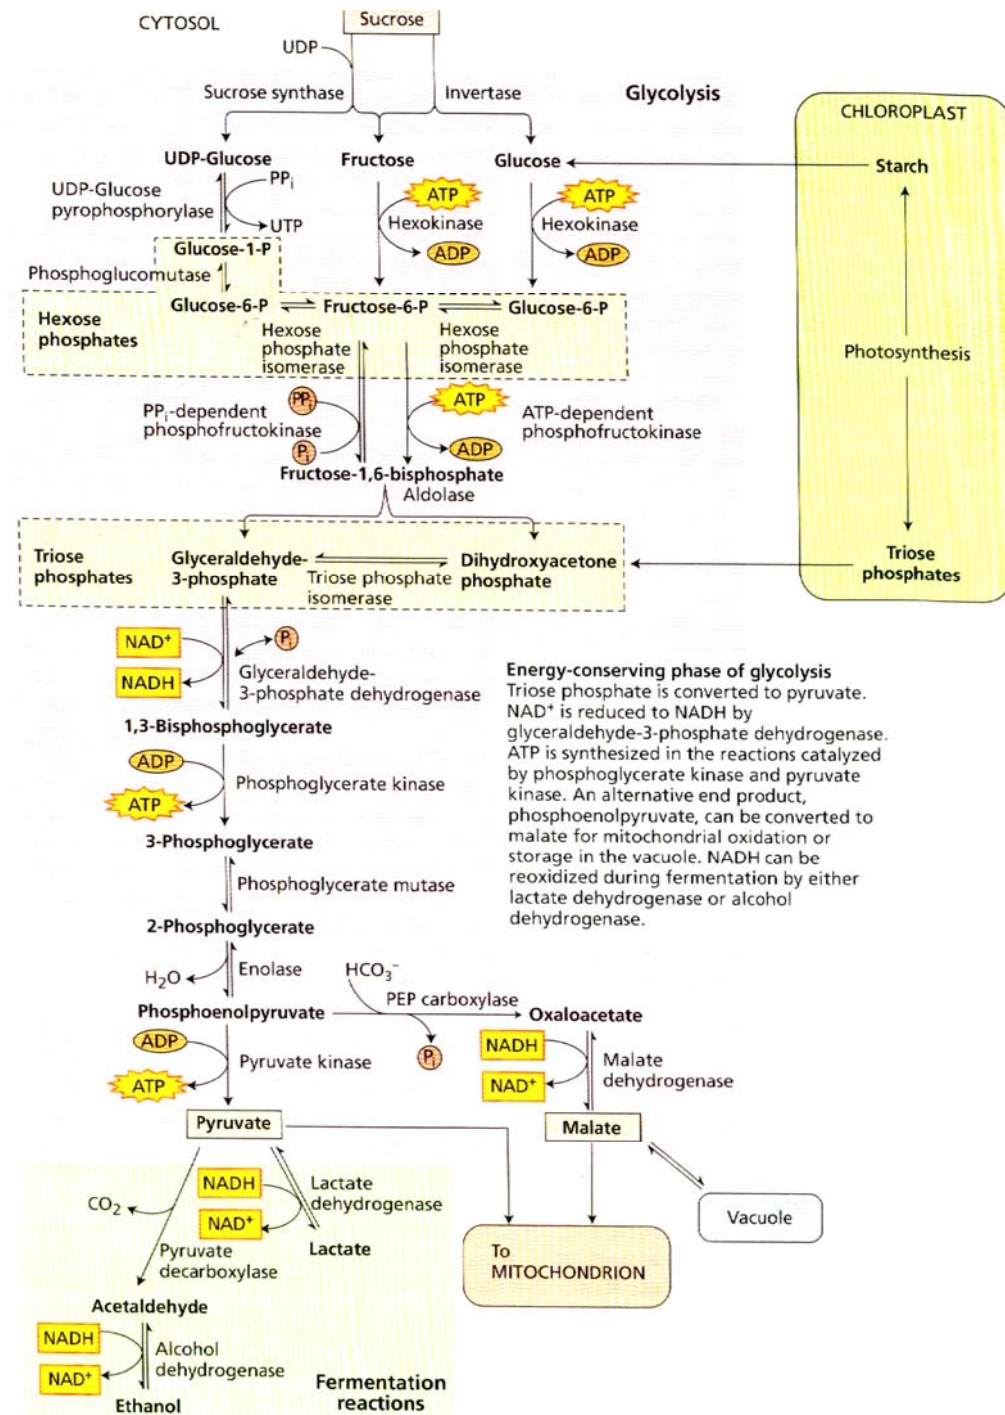 CYTOSOL
Sucrose
UDP
Sucrose synthase
Invertase
Glycolysis
CHLOROPLAST
UDP-Glucose
Fructose
Glucose
Starch
UDP-Glucose
pyrophosphorylase
PPi
UTP
ATP
Hexokinase
ADP
ATP
Hexokinase
ADP
Glucose-1-P
Phosphoglucomutase
Glucose-6-P
Fructose-6-P
Glucose-6-P
Hexose
phosphates
Hexose
phosphate
isomerase
Hexose
phosphate
isomerase
Photosynthesis
PPi
Pi
PPi-dependent
phosphofructokinase
ATP
ADP
ATP-dependent
phosphofructokinase
Fructose-1,6-bisphosphate
Aldolase
Triose
phosphates
Glyceraldehyde-
3-phosphate
Triose phosphate
isomerase
Dihydroxyacetone
phosphate
Triose
phosphates
NAD+
NADH
Pi
Glyceraldehyde-
3-phosphate dehydrogenase
Energy-conserving phase of glycolysis
Triose phosphate is converted to pyruvate.
NAD+ is reduced to NADH by
glyceraldehyde-3-phosphate dehydrogenase.
ATP is synthesized in the reactions catalyzed
by phosphoglycerate kinase and pyruvate
kinase. An alternative end product,
phosphoenolpyruvate, can be converted to
malate for mitochondrial oxidation or
storage in the vacuole. NADH can be
reoxidized during fermentation by either
lactate dehydrogenase or alcohol
dehydrogenase.
1,3-Bisphosphoglycerate
ADP
ATP
Phosphoglycerate kinase
3-Phosphoglycerate
Phosphoglycerate mutase
2-Phosphoglycerate
H2O
Enolase
HCO3−
PEP carboxylase
Phosphoenolpyruvate
Oxaloacetate
Pi
ADP
ATP
Pyruvate kinase
NADH
NAD+
Malate
dehydrogenase
Pyruvate
Malate
NADH
NAD+
Lactate
dehydrogenase
CO2
Lactate
Vacuole
To
MITOCHONDRION
Pyruvate
decarboxylase
Acetaldehyde
NADH
NAD+
Alcohol
dehydrogenase
Ethanol
Fermentation
reactions